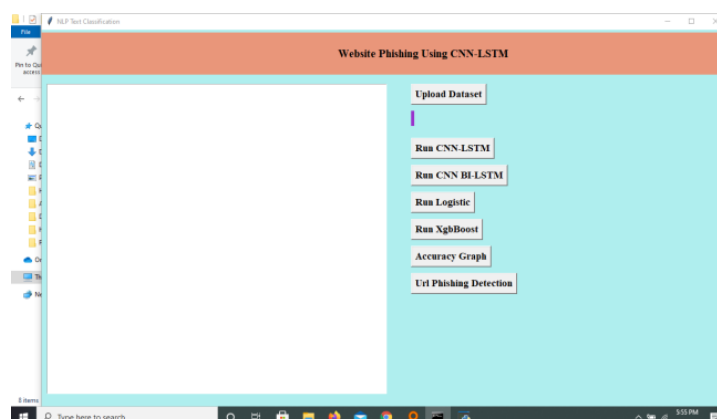 NLP Text Classification
File
Website Phishing Using CNN-LSTM
Pin to Qu
access
Upload Dataset
Run CNN-LSTM
Run CNN BI-LSTM
Run Logistic
Run XgbBoost
Accuracy Graph
Url Phishing Detection
8 items
Type here to search
5:55 PM